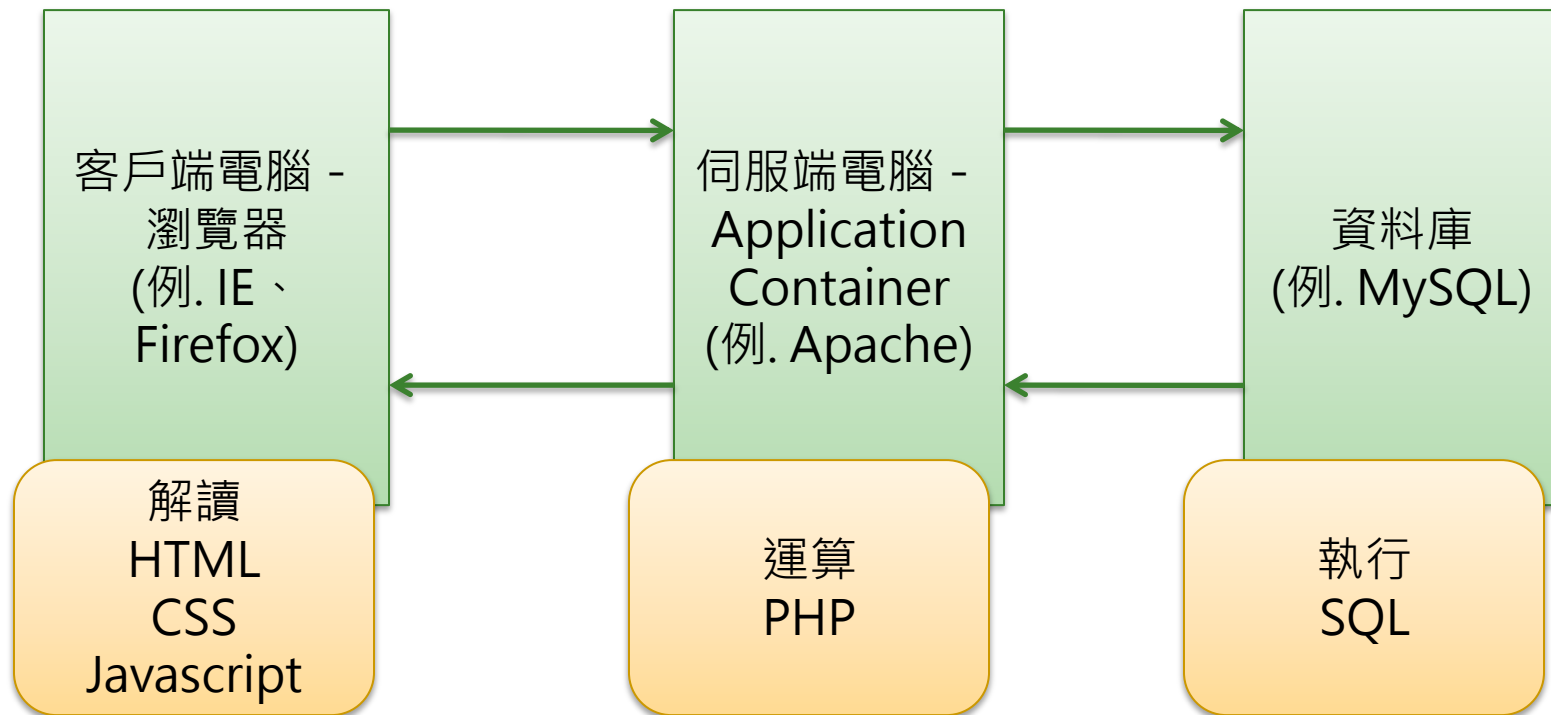 客戶端電腦 -
瀏覽器
(例. IE、
Firefox)
伺服端電腦 -
Application
Container
(例. Apache)
資料庫
(例. MySQL)
解讀
HTML
CSS
Javascript
運算
PHP
執行
SQL